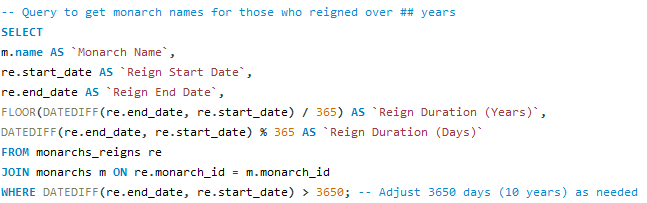 -- Query to get monarch names for those who reigned over ## years
SELECT
m.name AS `Monarch Name`,
re.start_date AS `Reign Start Date`,
re.end_date AS `Reign End Date`,
FLOOR(DATEDIFF(re.end_date, re.start_date) / 365) AS `Reign Duration (Years)`,
DATEDIFF(re.end_date, re.start_date) % 365 AS `Reign Duration (Days)`
FROM monarchs_reigns re
JOIN monarchs m ON re.monarch_id = m.monarch_id
WHERE DATEDIFF(re.end_date, re.start_date) > 3650; -- Adjust 3650 days (10 years) as needed